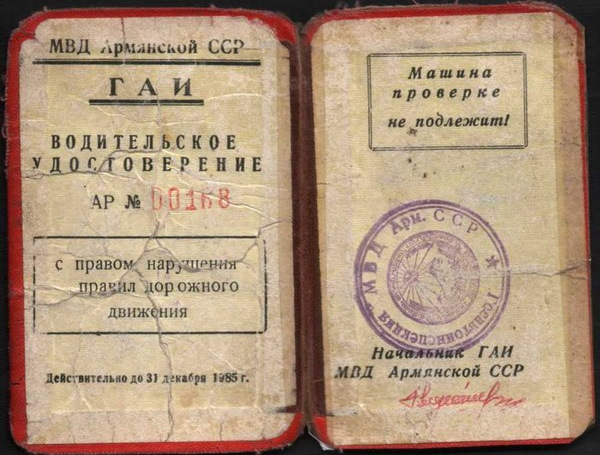 МВД Армянской ССР
ГАИ
ВОДИТЕЛЬСКОЕ
УДОСТОВЕРЕНИЕ
АР № 00168
с правом нарушения
правил дорожного
движения
Действительно до 31 декабря 1985 г.
Машина
проверке
не подлежит!
МВД Арм. ССР ★ Госавтоинспекция
Начальник ГАИ
МВД Армянской ССР